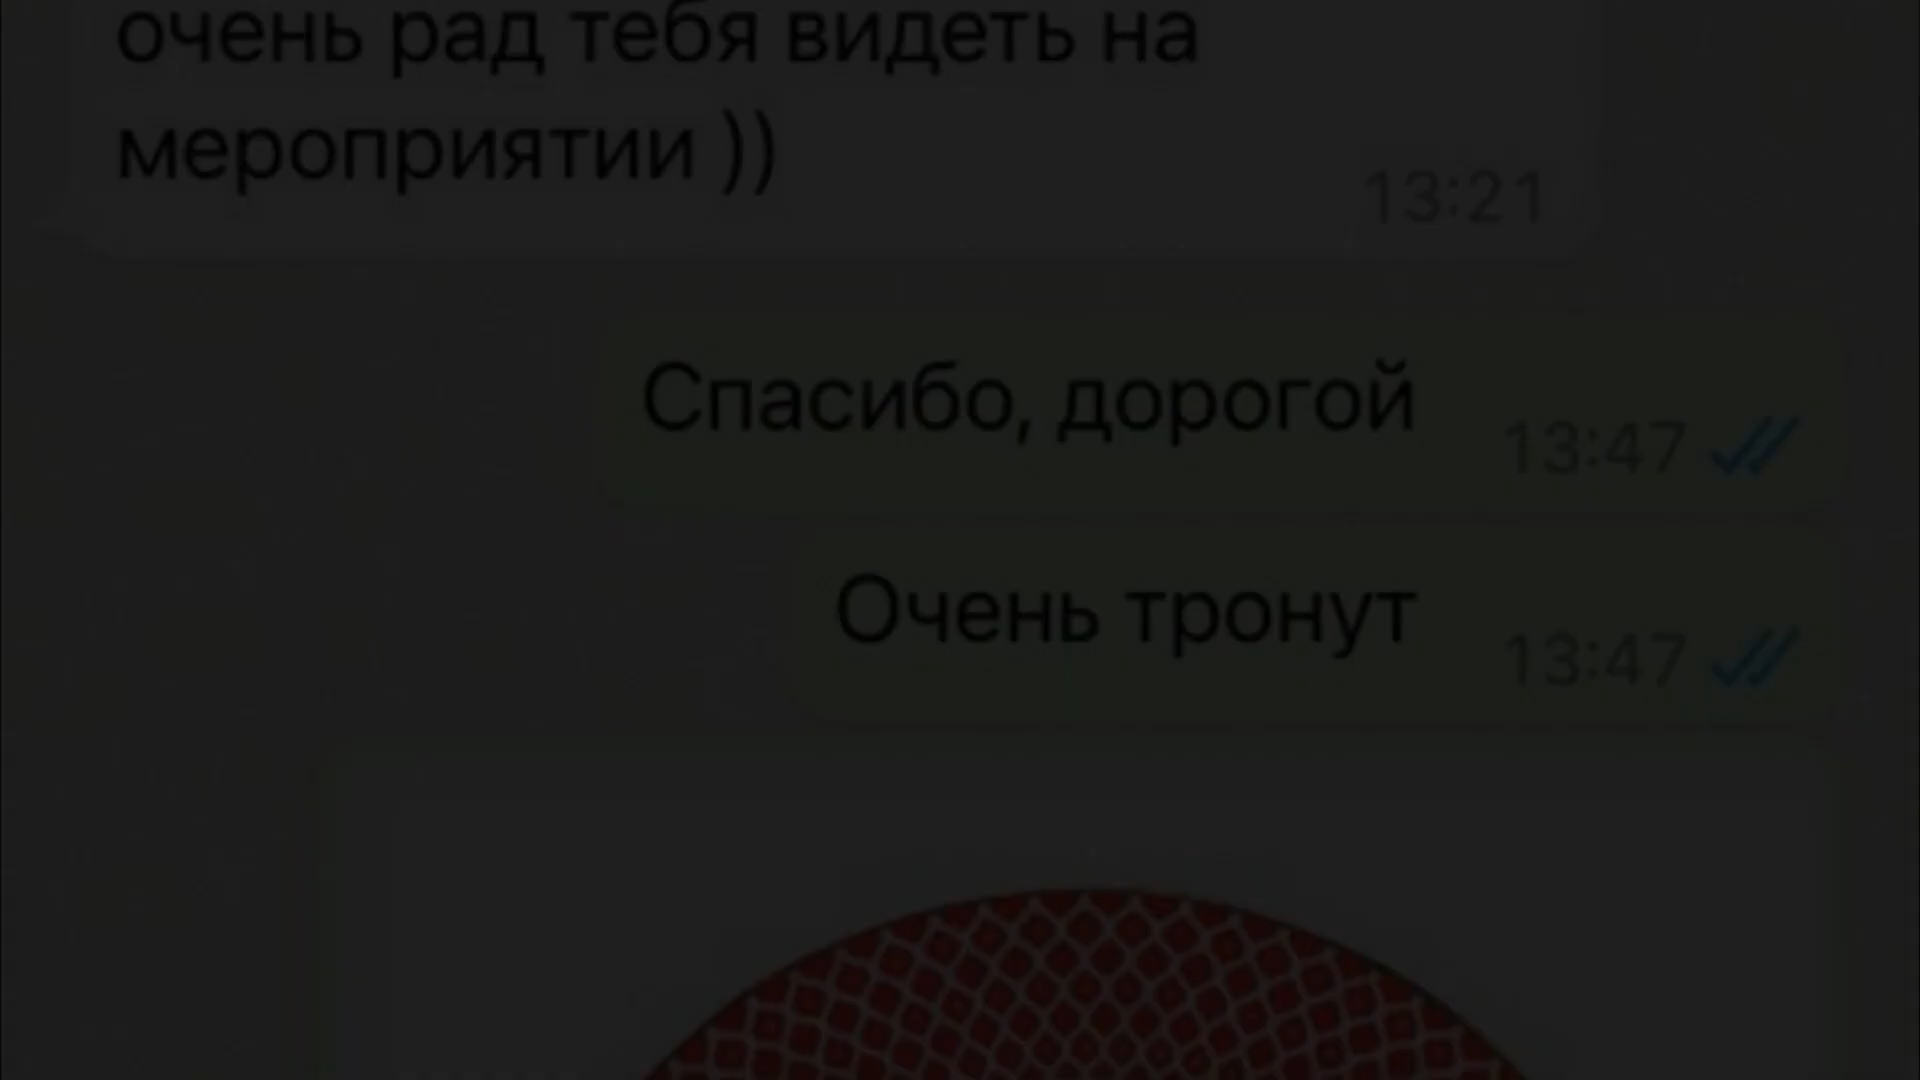 очень рад тебя видеть на
мероприятии ))
13:21
Спасибо, дорогой
13:47
Очень тронут
13:47